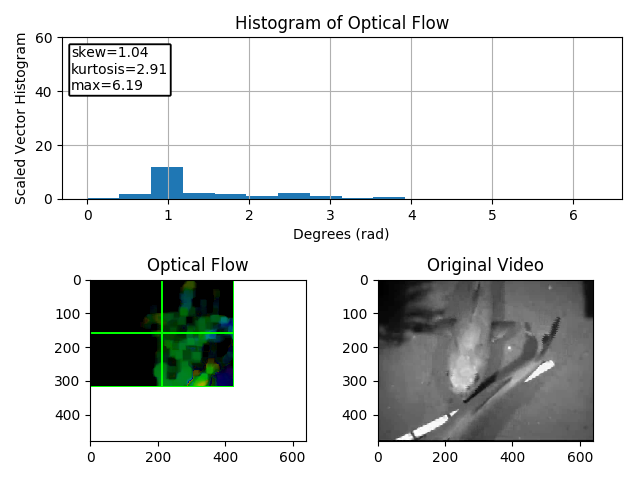 Histogram of Optical Flow
Scaled Vector Histogram
60
40
20
0
skew=1.04
kurtosis=2.91
max=6.19
0 1 2 3 4 5 6
Degrees (rad)
Optical Flow
0
100
200
300
400
0 200 400 600
Original Video
0
100
200
300
400
0 200 400 600